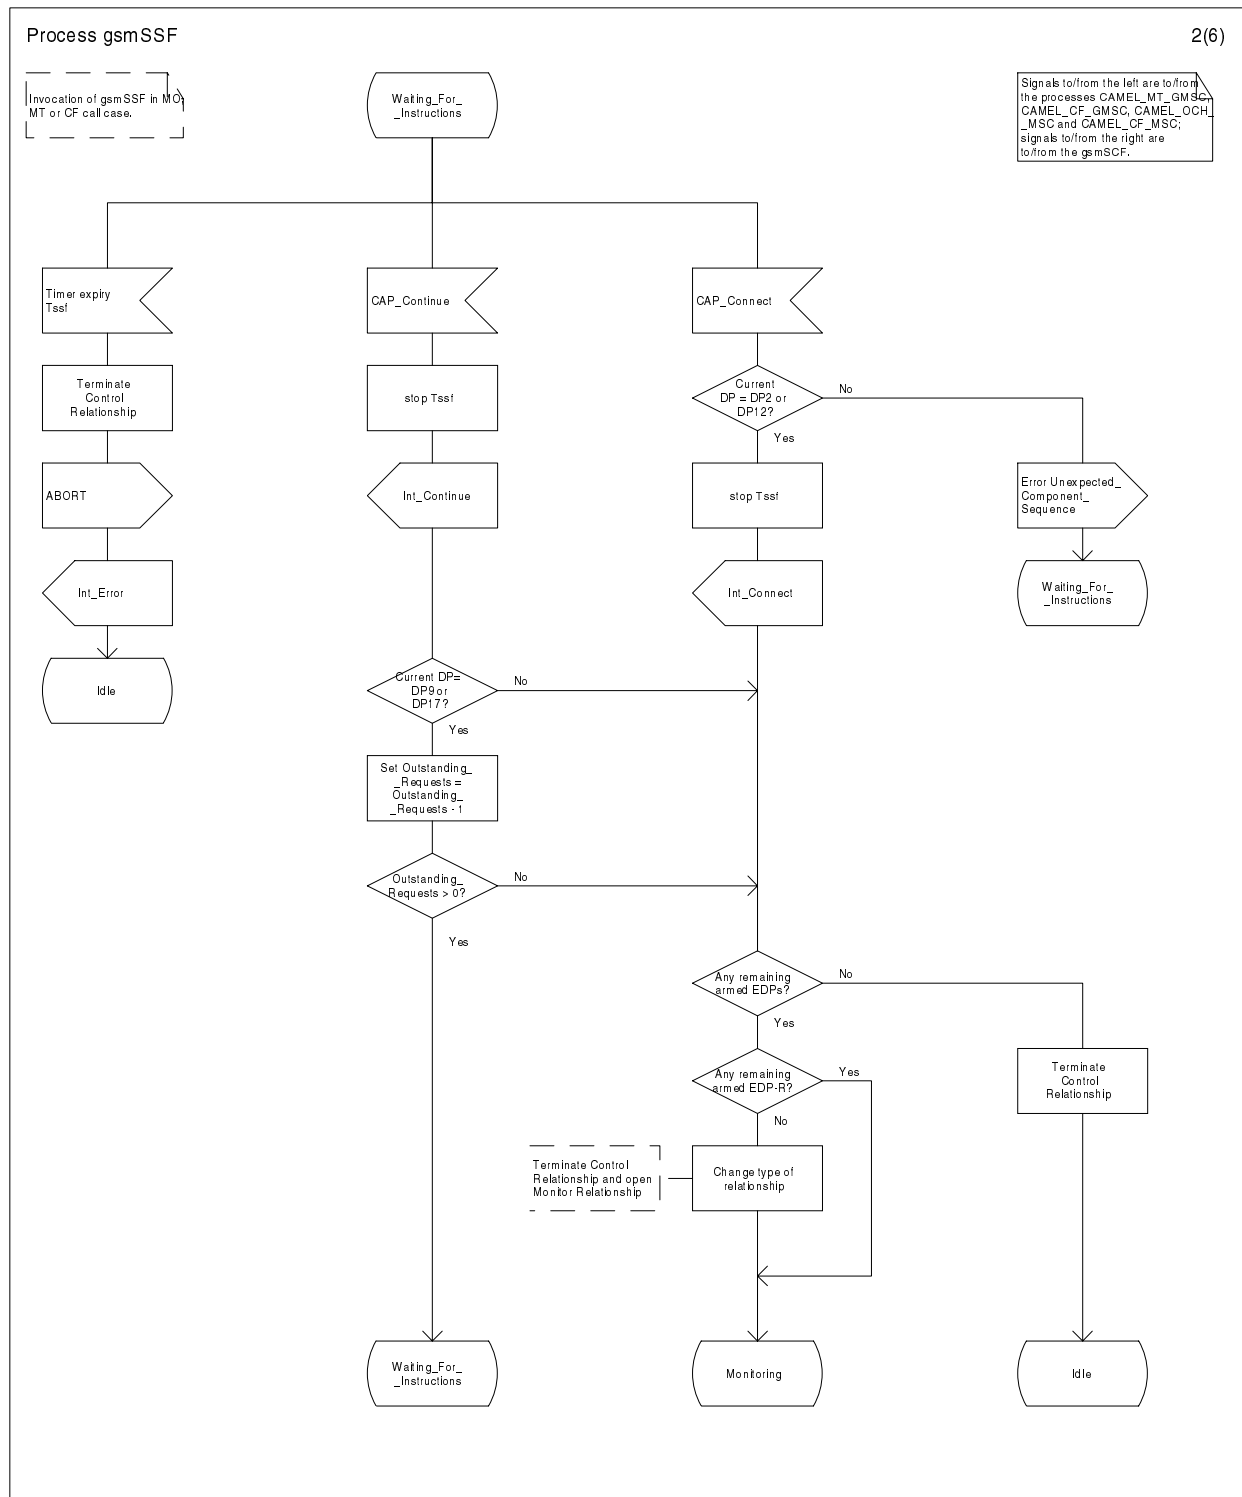 Process gsmSSF
2(6)
Invocation of gsmSSF in MO,
MT or CF call case.
Waiting_For_
_Instructions
Signals to/from the left are to/from
the processes CAMEL_MT_GMSC,
CAMEL_CF_GMSC, CAMEL_OCH_
_MSC and CAMEL_CF_MSC;
signals to/from the right are
to/from the gsmSCF.
Timer expiry
Tssf
CAP_Continue
CAP_Connect
Terminate
Control
Relationship
stop Tssf
Current
DP = DP2 or
DP12?
No
Yes
ABORT
Int_Continue
stop Tssf
Error Unexpected_
Component_
Sequence
Int_Error
Int_Connect
Waiting_For_
_Instructions
Idle
Current DP=
DP9 or
DP17?
No
Yes
Set Outstanding_
_Requests =
Outstanding_
_Requests - 1
Outstanding_
Requests > 0?
No
Yes
Any remaining
armed EDPs?
No
Yes
Any remaining
armed EDP-R?
Yes
No
Terminate
Control
Relationship
Terminate Control
Relationship and open
Monitor Relationship
Change type of
relationship
Waiting_For_
_Instructions
Monitoring
Idle